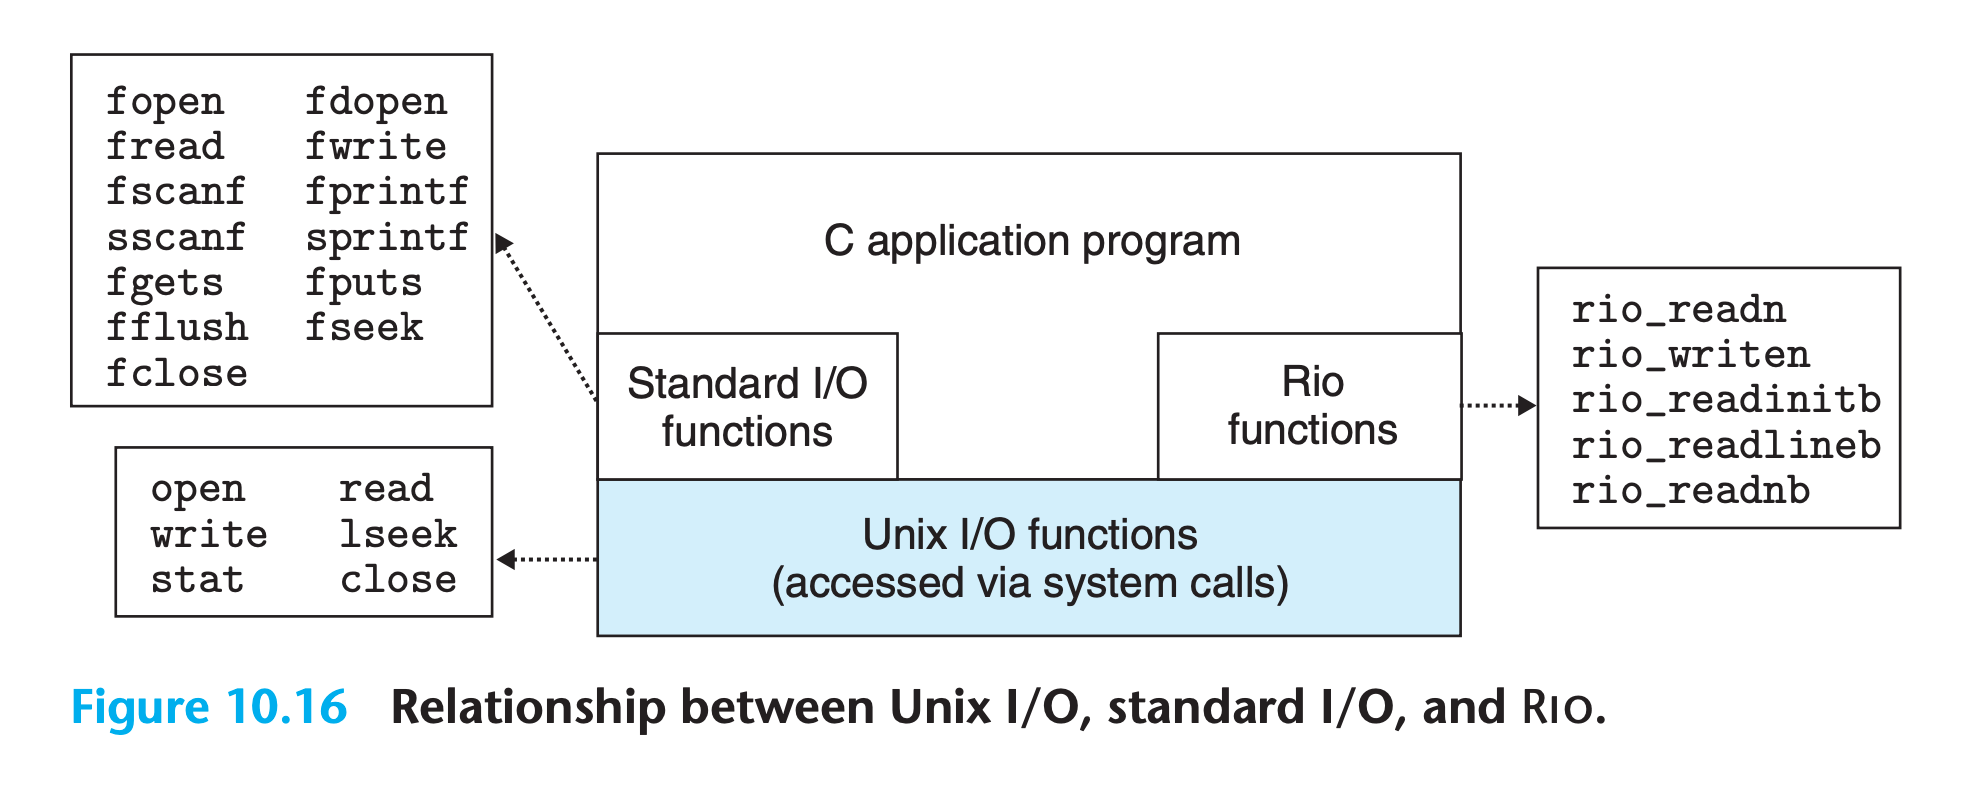 fopen fdopen
fread fwrite
fscanf fprintf
sscanf sprintf
fgets fputs
fflush fseek
fclose
open read
write lseek
stat close
C application program
Standard I/O
functions
Rio
functions
Unix I/O functions
(accessed via system calls)
rio_readn
rio_writen
rio_readinitb
rio_readlineb
rio_readnb
Figure 10.16 Relationship between Unix I/O, standard I/O, and RIO.